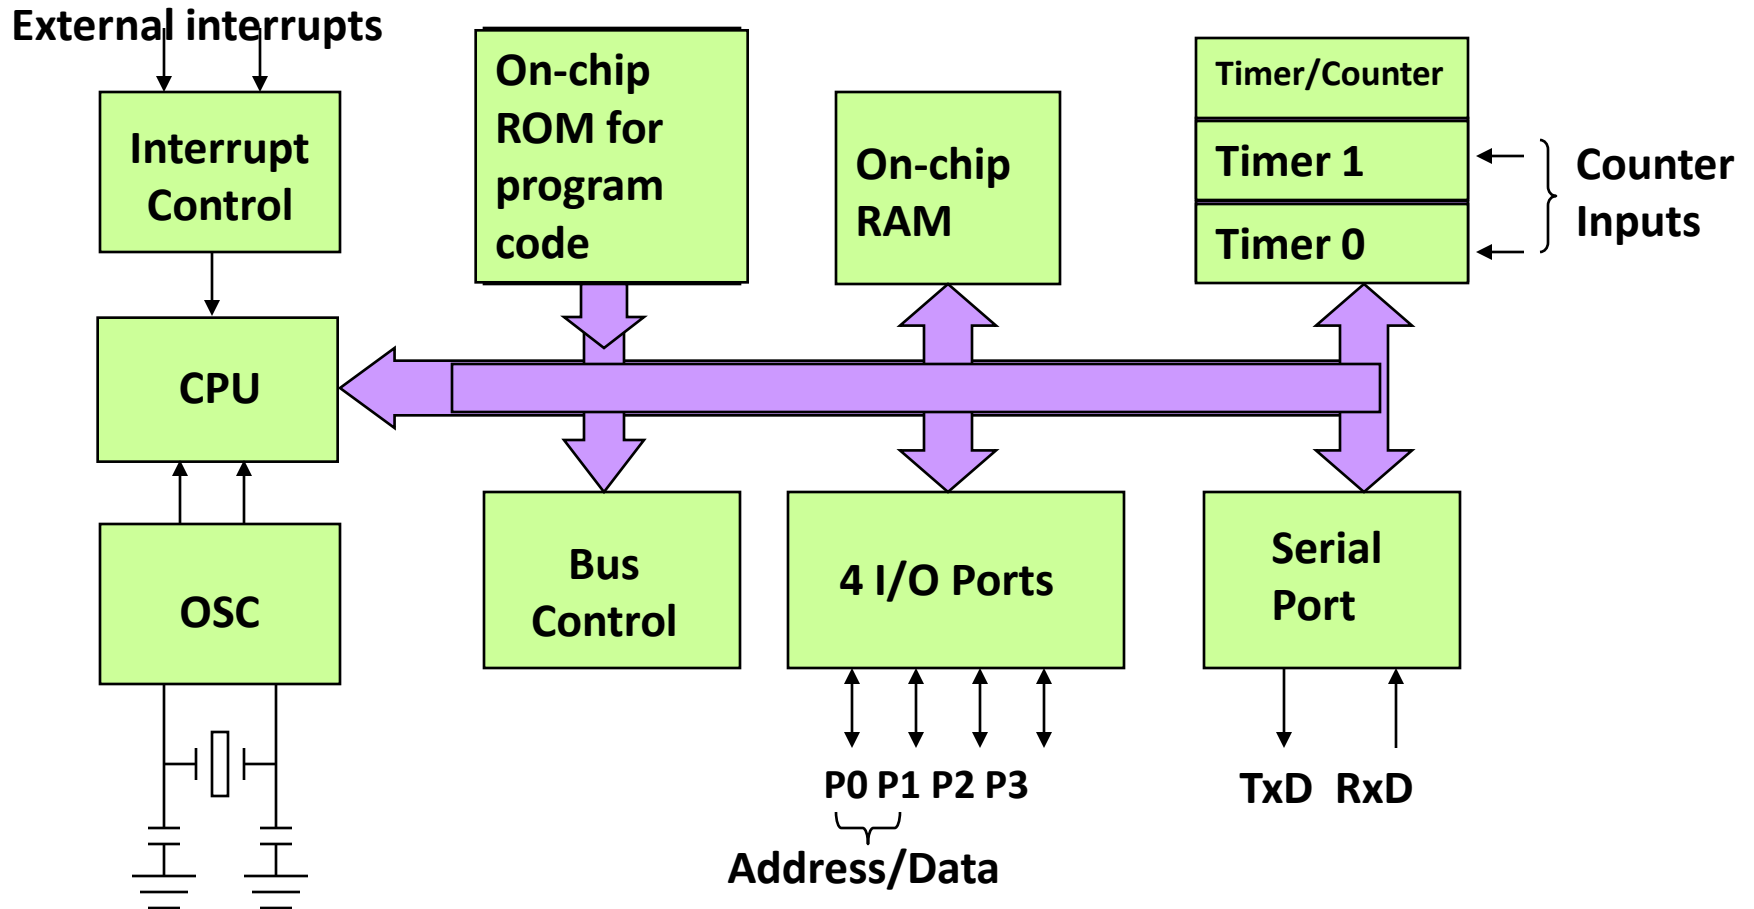 External interrupts
Interrupt
Control
On-chip
ROM for
program
code
On-chip
RAM
Timer/Counter
Timer 1
Timer 0
Counter
Inputs
CPU
OSC
Bus
Control
4 I/O Ports
Serial
Port
P0 P1 P2 P3
Address/Data
TxD RxD